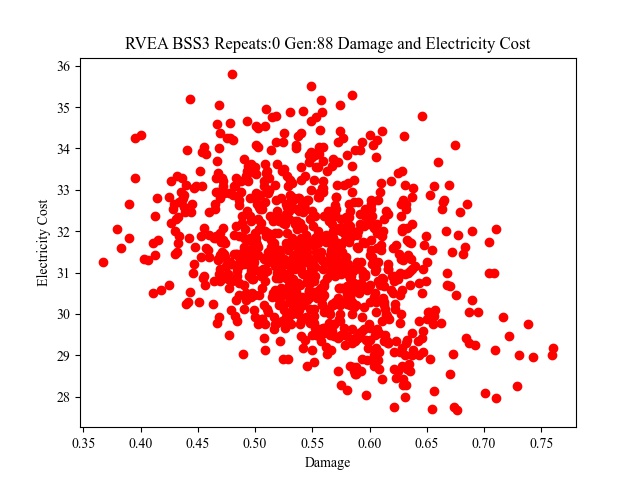 RVEA BSS3 Repeats:0 Gen:88 Damage and Electricity Cost
36
35
34
33
32
31
30
29
28
Electricity Cost
0.35 0.40 0.45 0.50 0.55 0.60 0.65 0.70 0.75
Damage